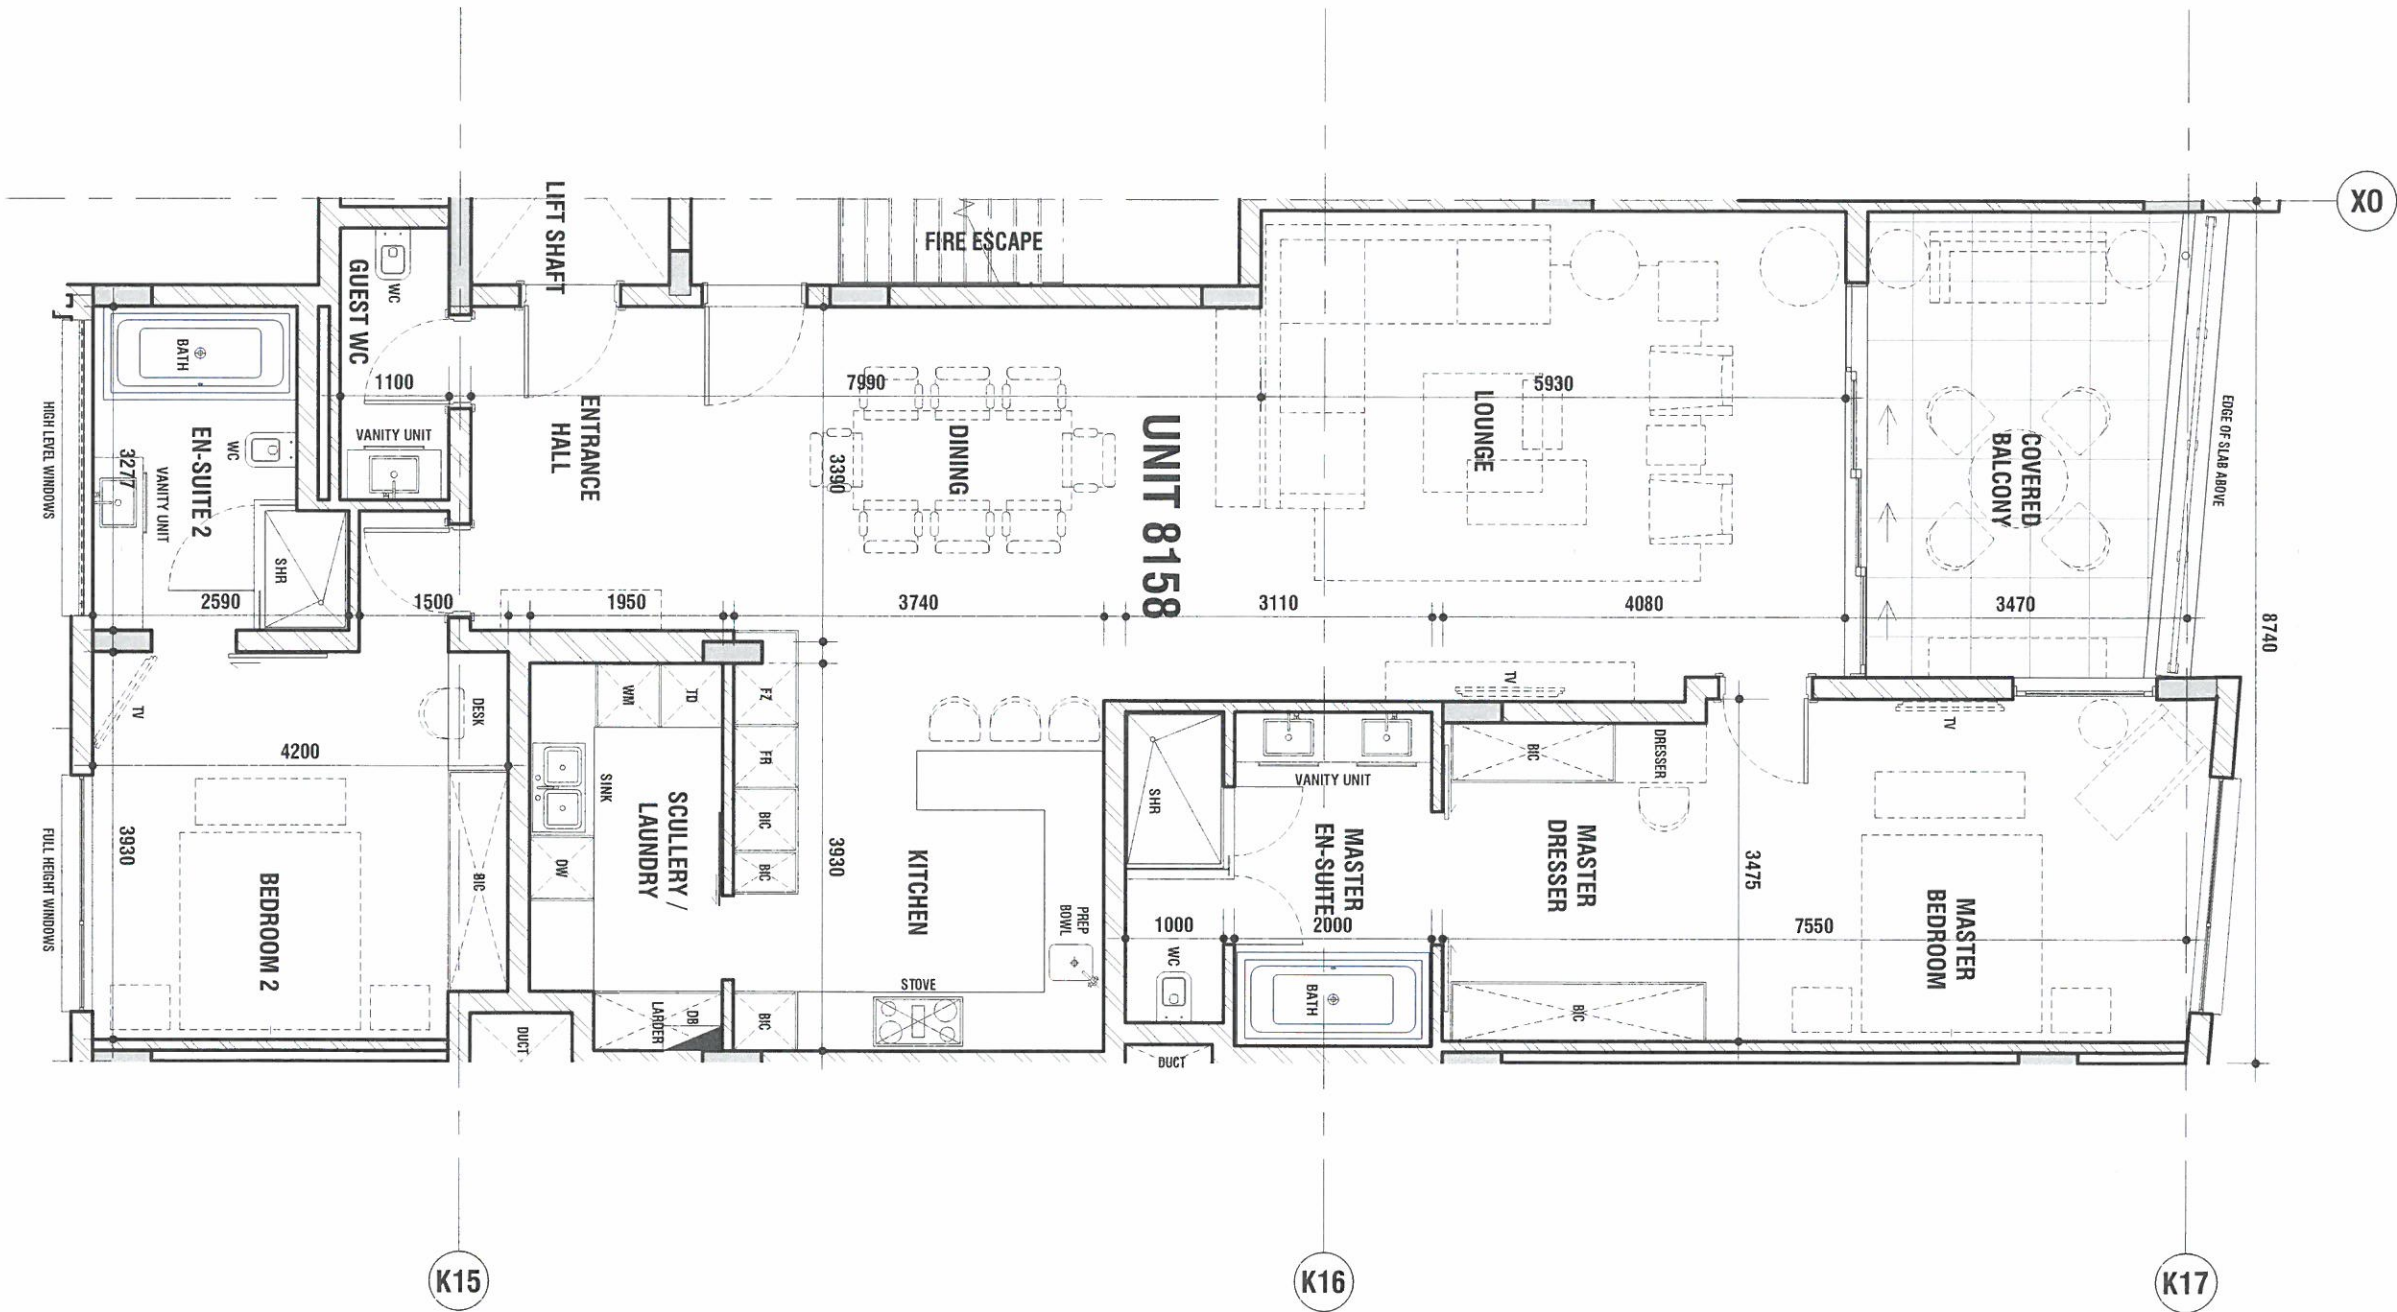 X0
LIFT SHAFT
FIRE ESCAPE
GUEST WC
WC
BATH
1100
7990
5930
HIGH LEVEL WINDOWS
EN-SUITE 2
WC
3277
VANITY UNIT
VANITY UNIT
ENTRANCE
HALL
3390
DINING
UNIT 8158
LOUNGE
COVERED
BALCONY
EDGE OF SLAB ABOVE
SHR
2590
1500
1950
3740
3110
4080
3470
8740
TV
DESK
WM
TD
FZ
TV
TV
4200
SINK
FR
SHR
VANITY UNIT
BIC
DRESSER
SCULLERY /
LAUNDRY
BIC
FULL HEIGHT WINDOWS
3930
BEDROOM 2
BIC
DW
BIC
3930
KITCHEN
PREP
BOWL
MASTER
EN-SUITE
MASTER
DRESSER
3475
MASTER
BEDROOM
1000
2000
7550
WC
STOVE
BATH
BIC
DUCT
LARDER
DB
BIC
DUCT
K15
K16
K17